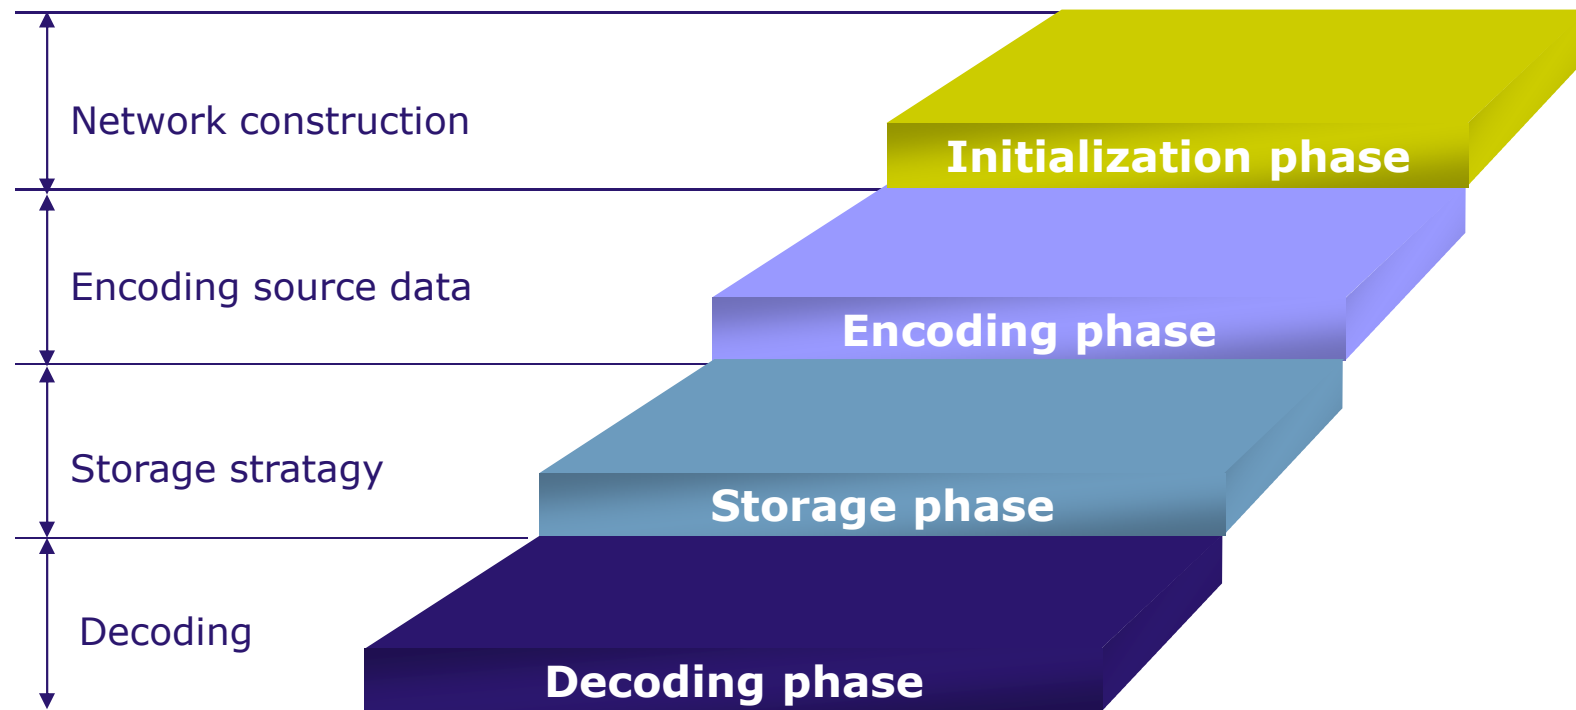 Network construction
Initialization phase
Encoding source data
Encoding phase
Storage stratagy
Storage phase
Decoding
Decoding phase